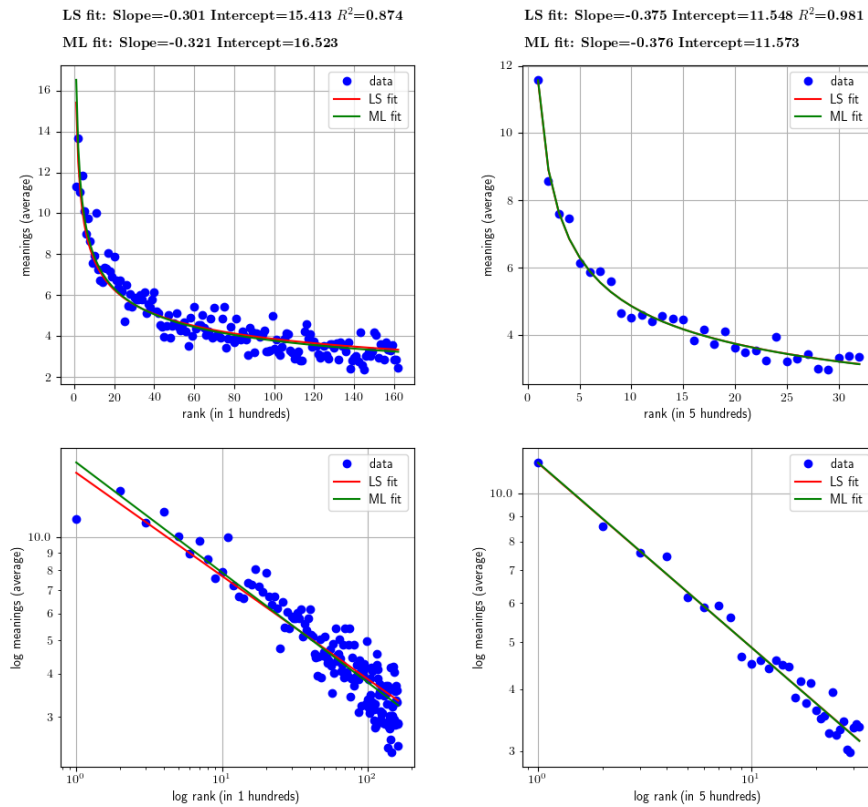 LS fit: Slope=-0.301 Intercept=15.413 R²=0.874
ML fit: Slope=-0.321 Intercept=16.523
16
14
12
10
8
6
4
2
0
20
40
60
80
100
120
140
160
meanings (average)
rank (in 1 hundreds)
data
LS fit
ML fit
LS fit: Slope=-0.375 Intercept=11.548 R²=0.981
ML fit: Slope=-0.376 Intercept=11.573
12
10
8
6
4
0
5
10
15
20
25
30
meanings (average)
rank (in 5 hundreds)
data
LS fit
ML fit
10.0
9
8
7
6
5
4
3
10⁰
10¹
10²
log meanings (average)
log rank (in 1 hundreds)
data
LS fit
ML fit
10.0
9
8
7
6
5
4
3
10⁰
10¹
log meanings (average)
log rank (in 5 hundreds)
data
LS fit
ML fit